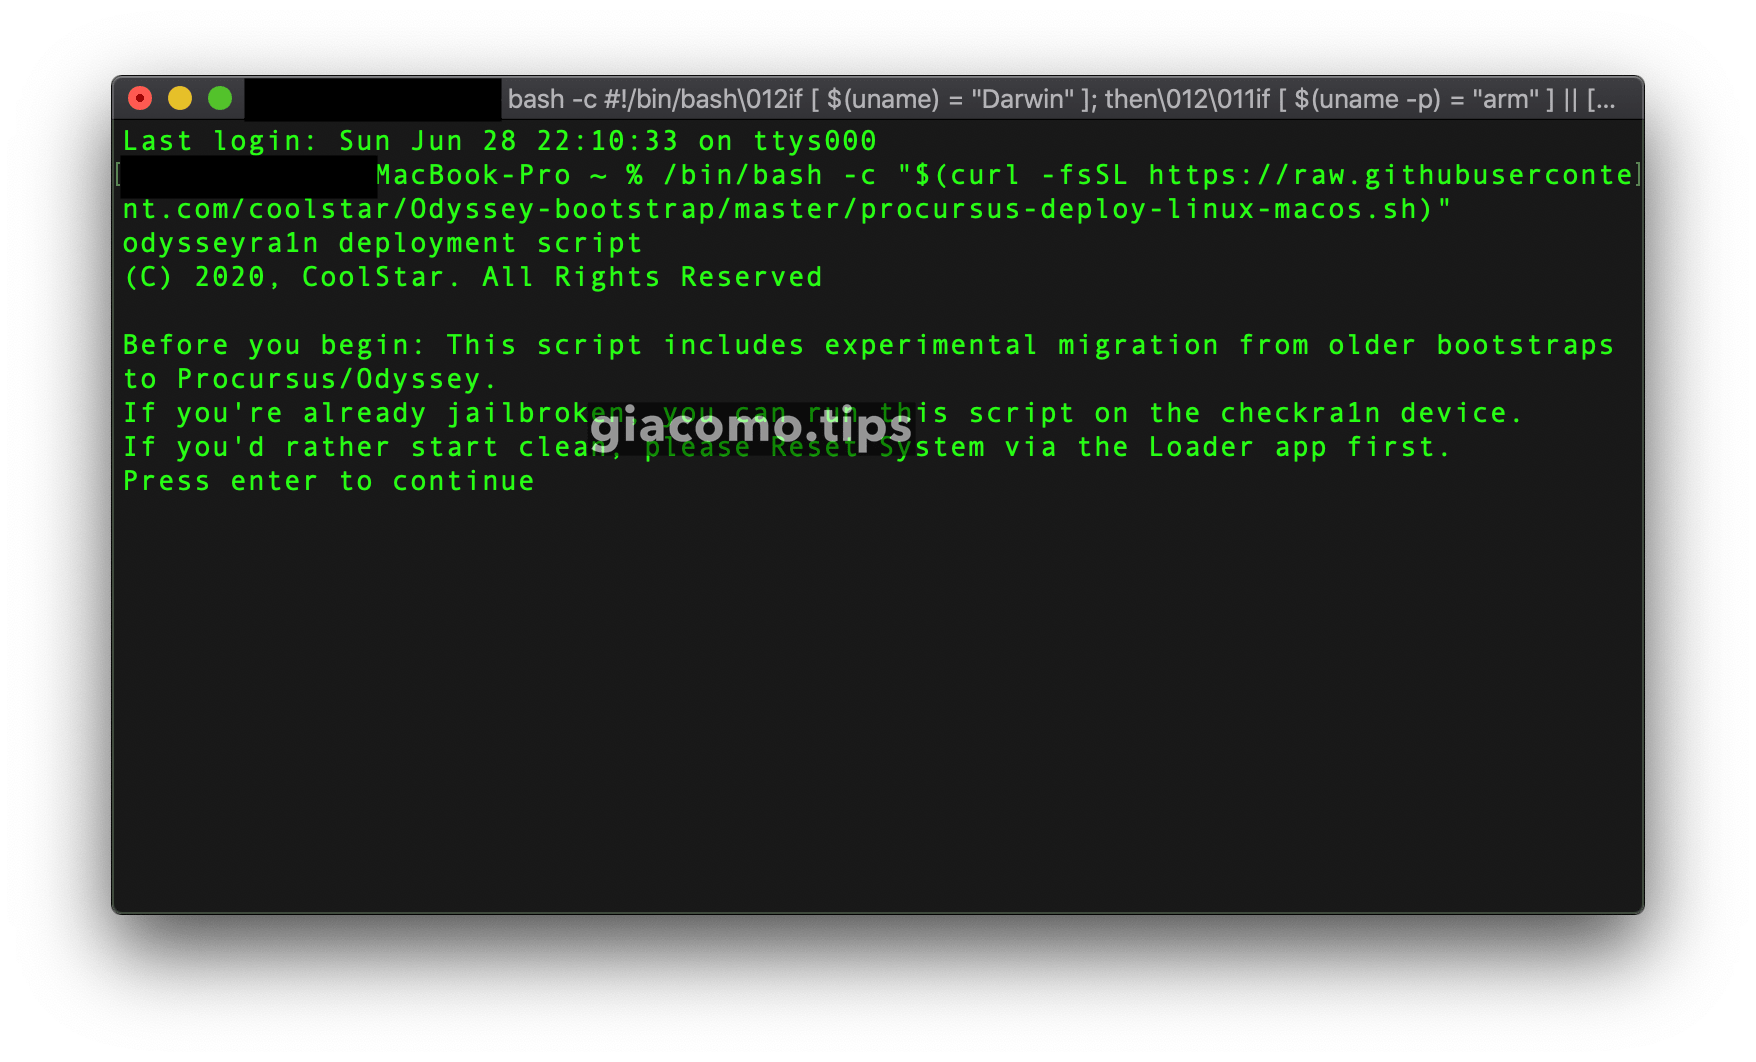 bash -c #!/bin/bash\012if [ $(uname) = "Darwin" ]; then\012\011if [ $(uname -p) = "arm" ] || [...
Last login: Sun Jun 28 22:10:33 on ttys000
MacBook-Pro ~ % /bin/bash -c "$(curl -fsSL https://raw.githubuserconte
nt.com/coolstar/Odyssey-bootstrap/master/procursus-deploy-linux-macos.sh)"
odysseyra1n deployment script
(C) 2020, CoolStar. All Rights Reserved
Before you begin: This script includes experimental migration from older bootstraps
to Procursus/Odyssey.
If you're already jailbroken, you can run this script on the checkra1n device.
giacomo.tips
If you'd rather start clean, please Reset System via the Loader app first.
Press enter to continue